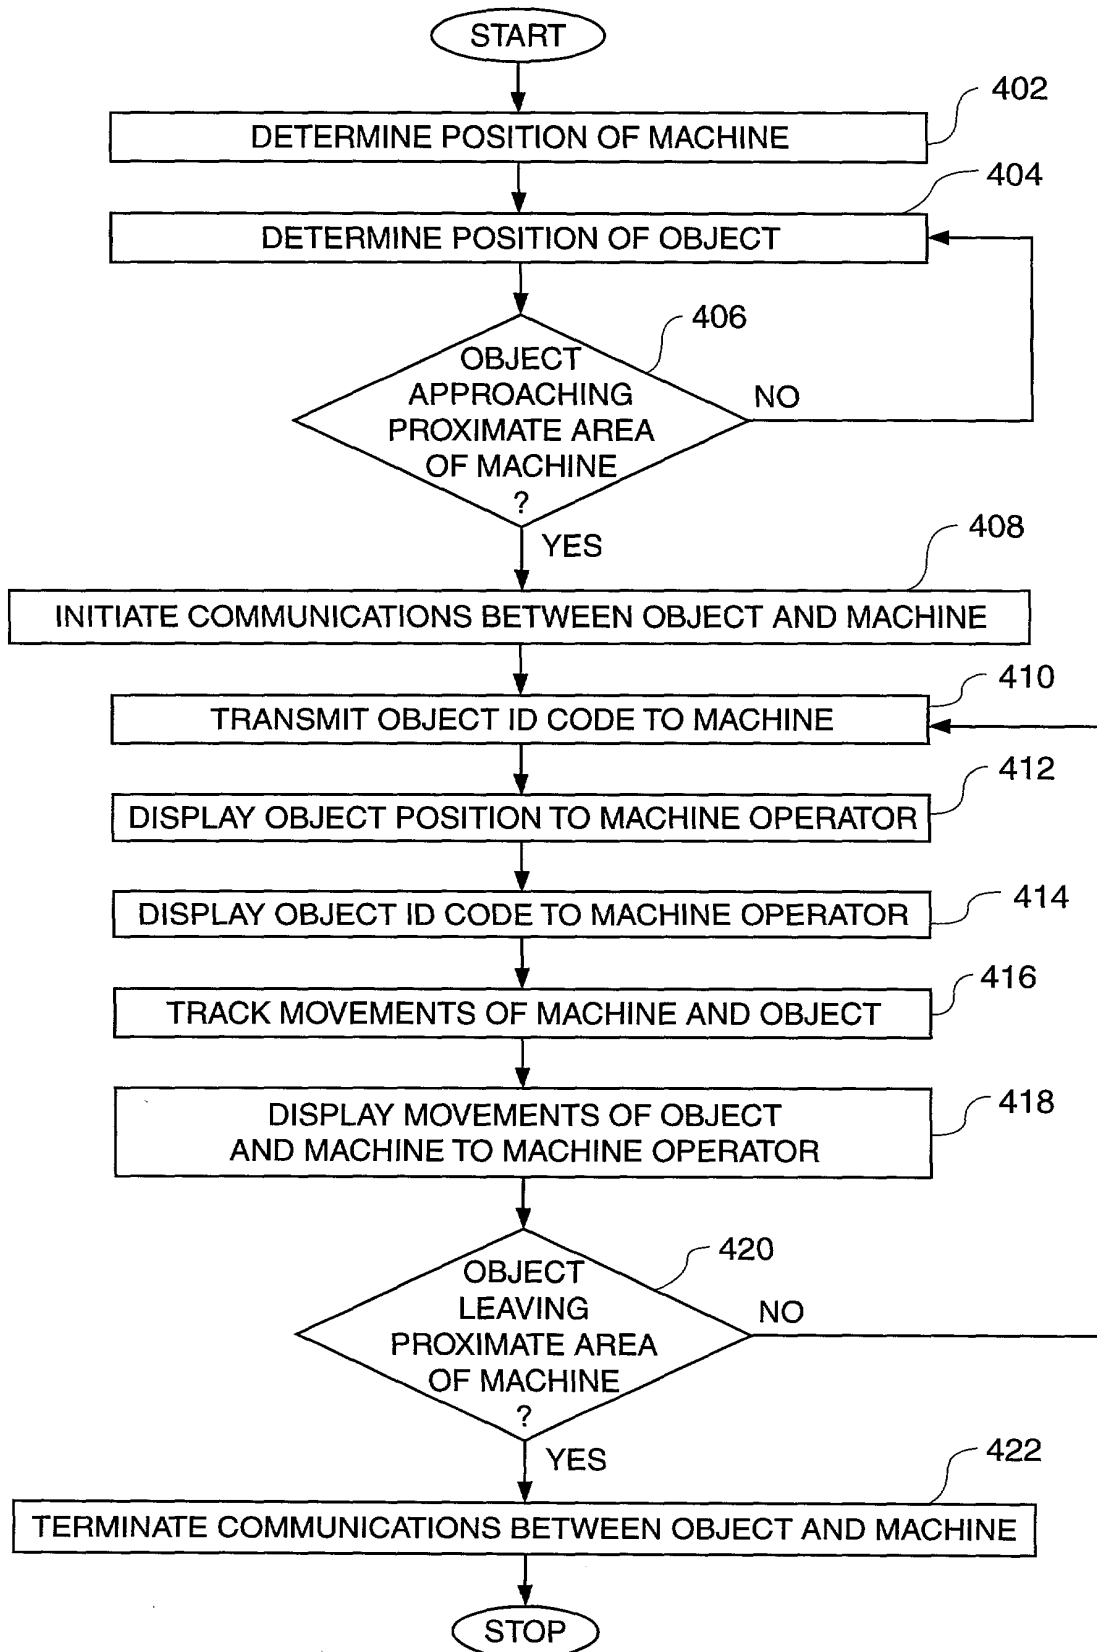 START
402
DETERMINE POSITION OF MACHINE
404
DETERMINE POSITION OF OBJECT
406
OBJECT
APPROACHING
PROXIMATE AREA
OF MACHINE
?
NO
YES
408
INITIATE COMMUNICATIONS BETWEEN OBJECT AND MACHINE
410
TRANSMIT OBJECT ID CODE TO MACHINE
412
DISPLAY OBJECT POSITION TO MACHINE OPERATOR
414
DISPLAY OBJECT ID CODE TO MACHINE OPERATOR
416
TRACK MOVEMENTS OF MACHINE AND OBJECT
418
DISPLAY MOVEMENTS OF OBJECT
AND MACHINE TO MACHINE OPERATOR
420
OBJECT
LEAVING
PROXIMATE AREA
OF MACHINE
?
NO
YES
422
TERMINATE COMMUNICATIONS BETWEEN OBJECT AND MACHINE
STOP